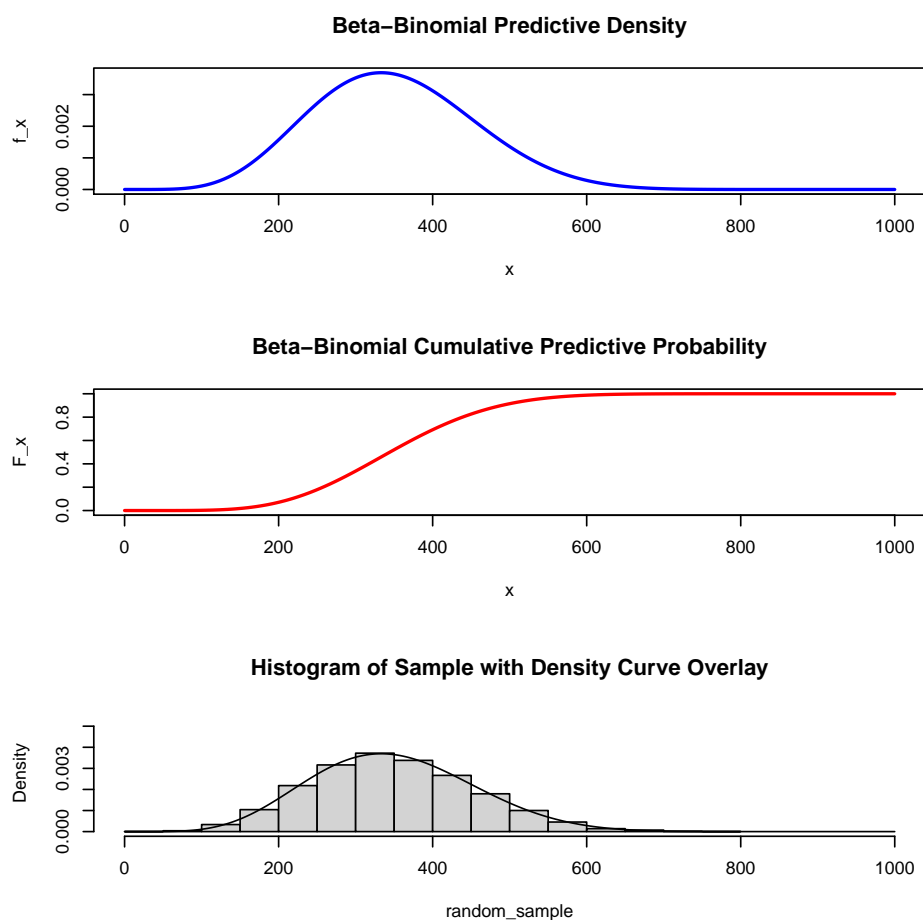 Beta−Binomial Predictive Density
f_x
0.000
0.002
0 200 400 600 800 1000
x
Beta−Binomial Cumulative Predictive Probability
F_x
0.0
0.4
0.8
0 200 400 600 800 1000
x
Histogram of Sample with Density Curve Overlay
Density
0.000
0.003
0 200 400 600 800 1000
random_sample